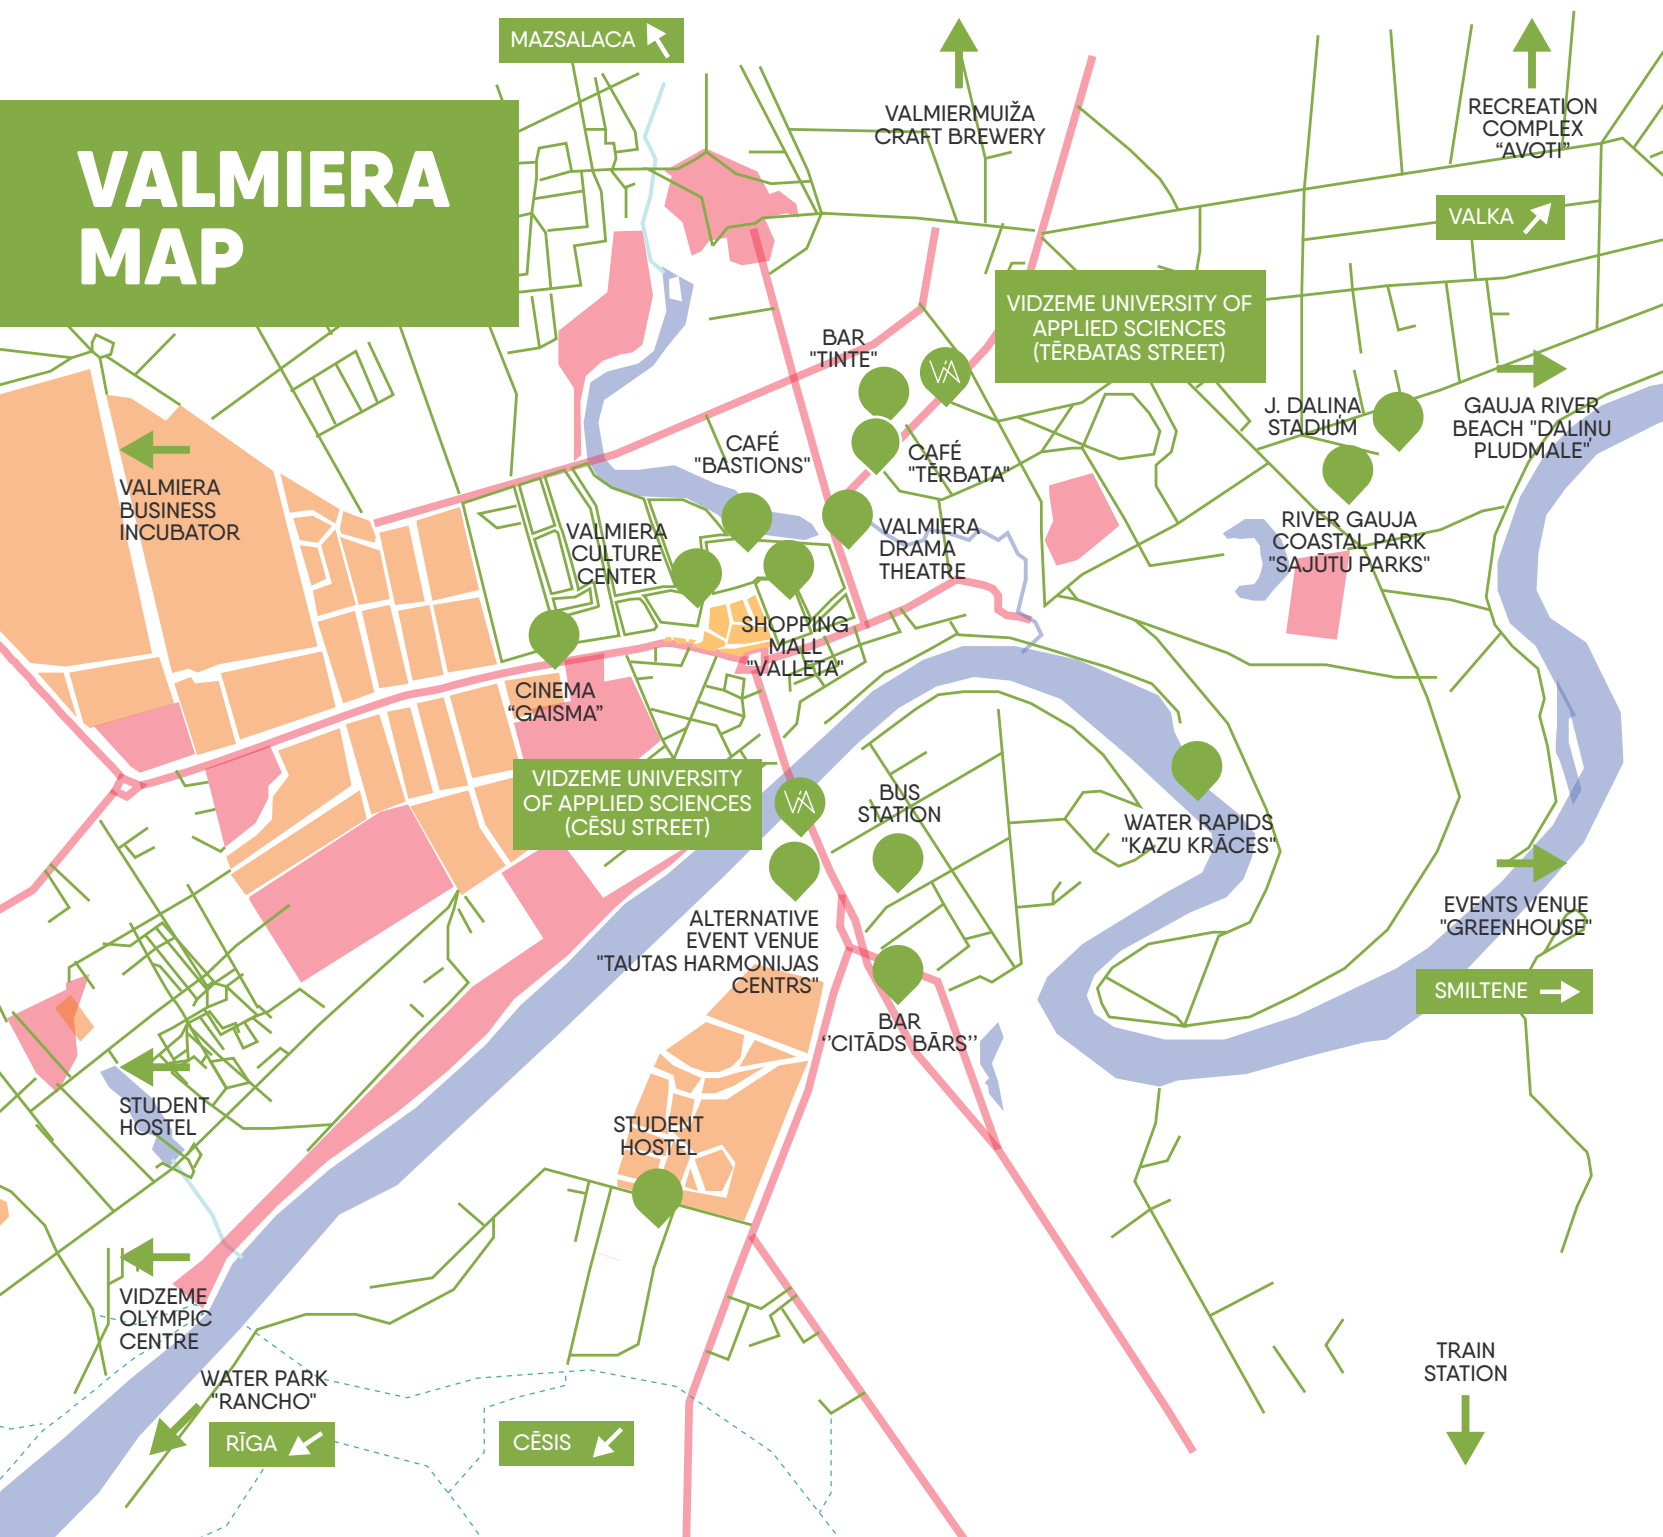 MAZSALACA
VALMIERA
MAP
VALMIERMUIŽA
CRAFT BREWERY
RECREATION
COMPLEX
“AVOTI”
VALKA
VIDZEME UNIVERSITY OF
APPLIED SCIENCES
(TĒRBATAS STREET)
BAR
"TINTE"
CAFÉ
"BASTIONS"
CAFÉ
"TĒRBATA"
J. DALIŅA
STADIUM
GAUJA RIVER
BEACH "DALIŅU
PLUDMALE"
VALMIERA
BUSINESS
INCUBATOR
VALMIERA
CULTURE
CENTER
VALMIERA
DRAMA
THEATRE
RIVER GAUJA
COASTAL PARK
"SAJŪTU PARKS"
SHOPPING
MALL
"VALLETA"
CINEMA
“GAISMA”
VIDZEME UNIVERSITY
OF APPLIED SCIENCES
(CĒSU STREET)
BUS
STATION
WATER RAPIDS
"KAZU KRĀCES"
ALTERNATIVE
EVENT VENUE
"TAUTAS HARMONIJAS
CENTRS"
EVENTS VENUE
"GREENHOUSE"
SMILTENE
BAR
‘’CITĀDS BĀRS’’
STUDENT
HOSTEL
STUDENT
HOSTEL
VIDZEME
OLYMPIC
CENTRE
WATER PARK
"RANCHO"
RĪGA
CĒSIS
TRAIN
STATION